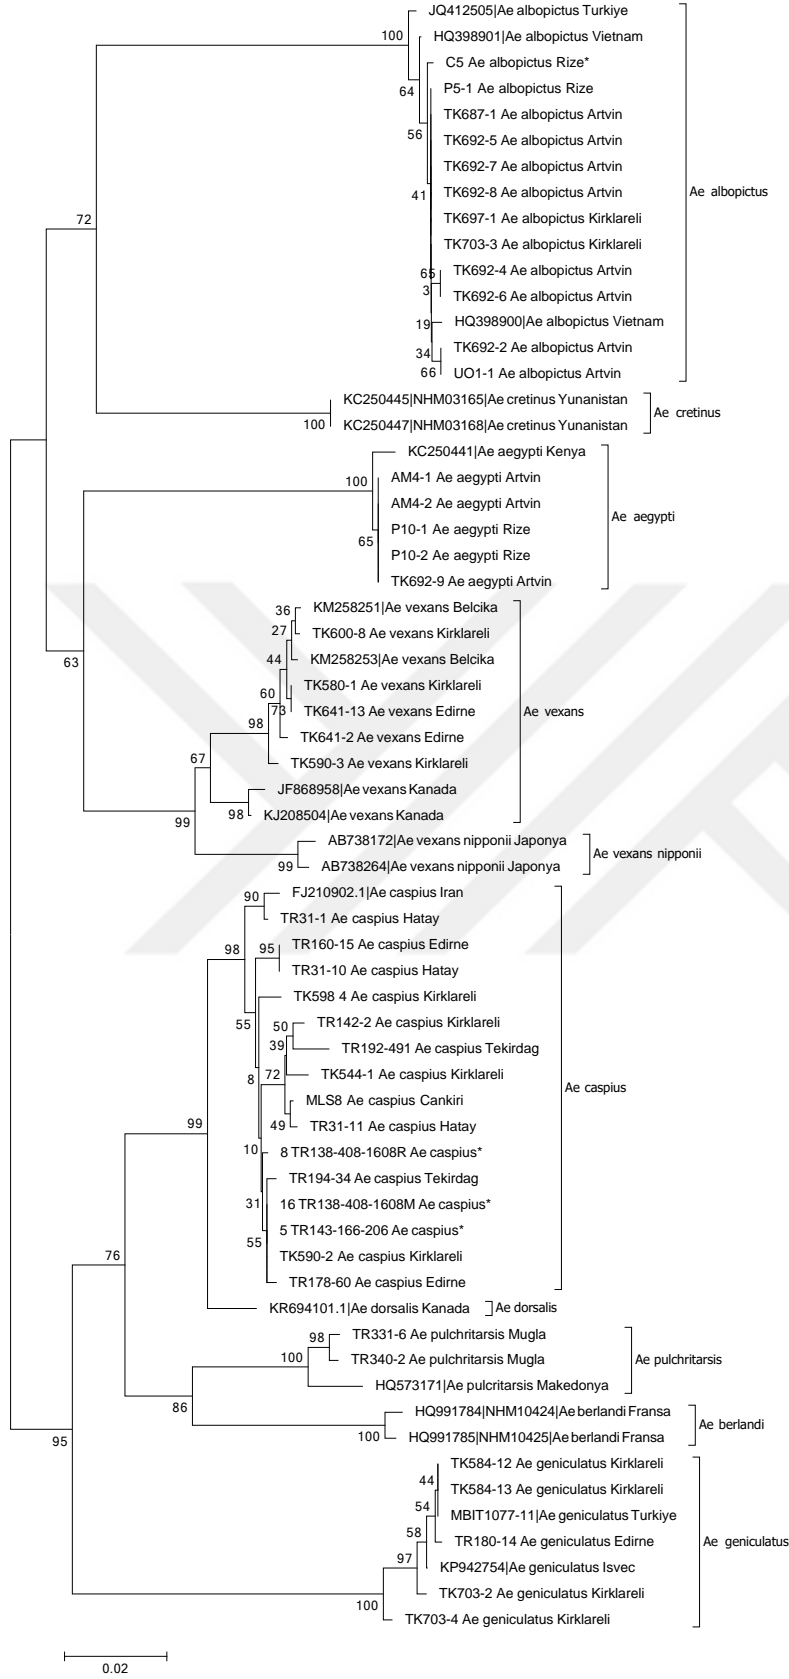 JQ412505|Ae albopictus Turkiye
100
HQ398901|Ae albopictus Vietnam
C5 Ae albopictus Rize*
64
P5-1 Ae albopictus Rize
TK687-1 Ae albopictus Artvin
56
TK692-5 Ae albopictus Artvin
TK692-7 Ae albopictus Artvin
TK692-8 Ae albopictus Artvin
Ae albopictus
41
TK697-1 Ae albopictus Kirklareli
72
TK703-3 Ae albopictus Kirklareli
TK692-4 Ae albopictus Artvin
65
3
TK692-6 Ae albopictus Artvin
HQ398900|Ae albopictus Vietnam
19
TK692-2 Ae albopictus Artvin
34
66
UO1-1 Ae albopictus Artvin
KC250445|NHM03165|Ae cretinus Yunanistan
Ae cretinus
KC250447|NHM03168|Ae cretinus Yunanistan
100
KC250441|Ae aegypti Kenya
AM4-1 Ae aegypti Artvin
100
AM4-2 Ae aegypti Artvin
Ae aegypti
P10-1 Ae aegypti Rize
65
P10-2 Ae aegypti Rize
TK692-9 Ae aegypti Artvin
KM258251|Ae vexans Belcika
36
TK600-8 Ae vexans Kirklareli
27
KM258253|Ae vexans Belcika
44
63
TK580-1 Ae vexans Kirklareli
60
73
TK641-13 Ae vexans Edirne
Ae vexans
98
TK641-2 Ae vexans Edirne
67
TK590-3 Ae vexans Kirklareli
JF868958|Ae vexans Kanada
98
KJ208504|Ae vexans Kanada
99
AB738172|Ae vexans nipponii Japonya
Ae vexans nipponii
AB738264|Ae vexans nipponii Japonya
99
FJ210902.1|Ae caspius Iran
90
TR31-1 Ae caspius Hatay
98
95
TR160-15 Ae caspius Edirne
TR31-10 Ae caspius Hatay
TK598 4 Ae caspius Kirklareli
55
TR142-2 Ae caspius Kirklareli
50
39
TR192-491 Ae caspius Tekirdag
TK544-1 Ae caspius Kirklareli
72
8
Ae caspius
MLS8 Ae caspius Cankiri
99
49
TR31-11 Ae caspius Hatay
10
8 TR138-408-1608R Ae caspius*
TR194-34 Ae caspius Tekirdag
31
16 TR138-408-1608M Ae caspius*
5 TR143-166-206 Ae caspius*
55
TK590-2 Ae caspius Kirklareli
76
TR178-60 Ae caspius Edirne
KR694101.1|Ae dorsalis Kanada
Ae dorsalis
TR331-6 Ae pulchritarsis Mugla
98
100
TR340-2 Ae pulchritarsis Mugla
Ae pulchritarsis
HQ573171|Ae pulcritarsis Makedonya
86
HQ991784|NHM10424|Ae berlandi Fransa
Ae berlandi
100
HQ991785|NHM10425|Ae berlandi Fransa
95
TK584-12 Ae geniculatus Kirklareli
44
TK584-13 Ae geniculatus Kirklareli
54
MBIT1077-11|Ae geniculatus Turkiye
58
TR180-14 Ae geniculatus Edirne
Ae geniculatus
97
KP942754|Ae geniculatus Isvec
TK703-2 Ae geniculatus Kirklareli
100
TK703-4 Ae geniculatus Kirklareli
0.02